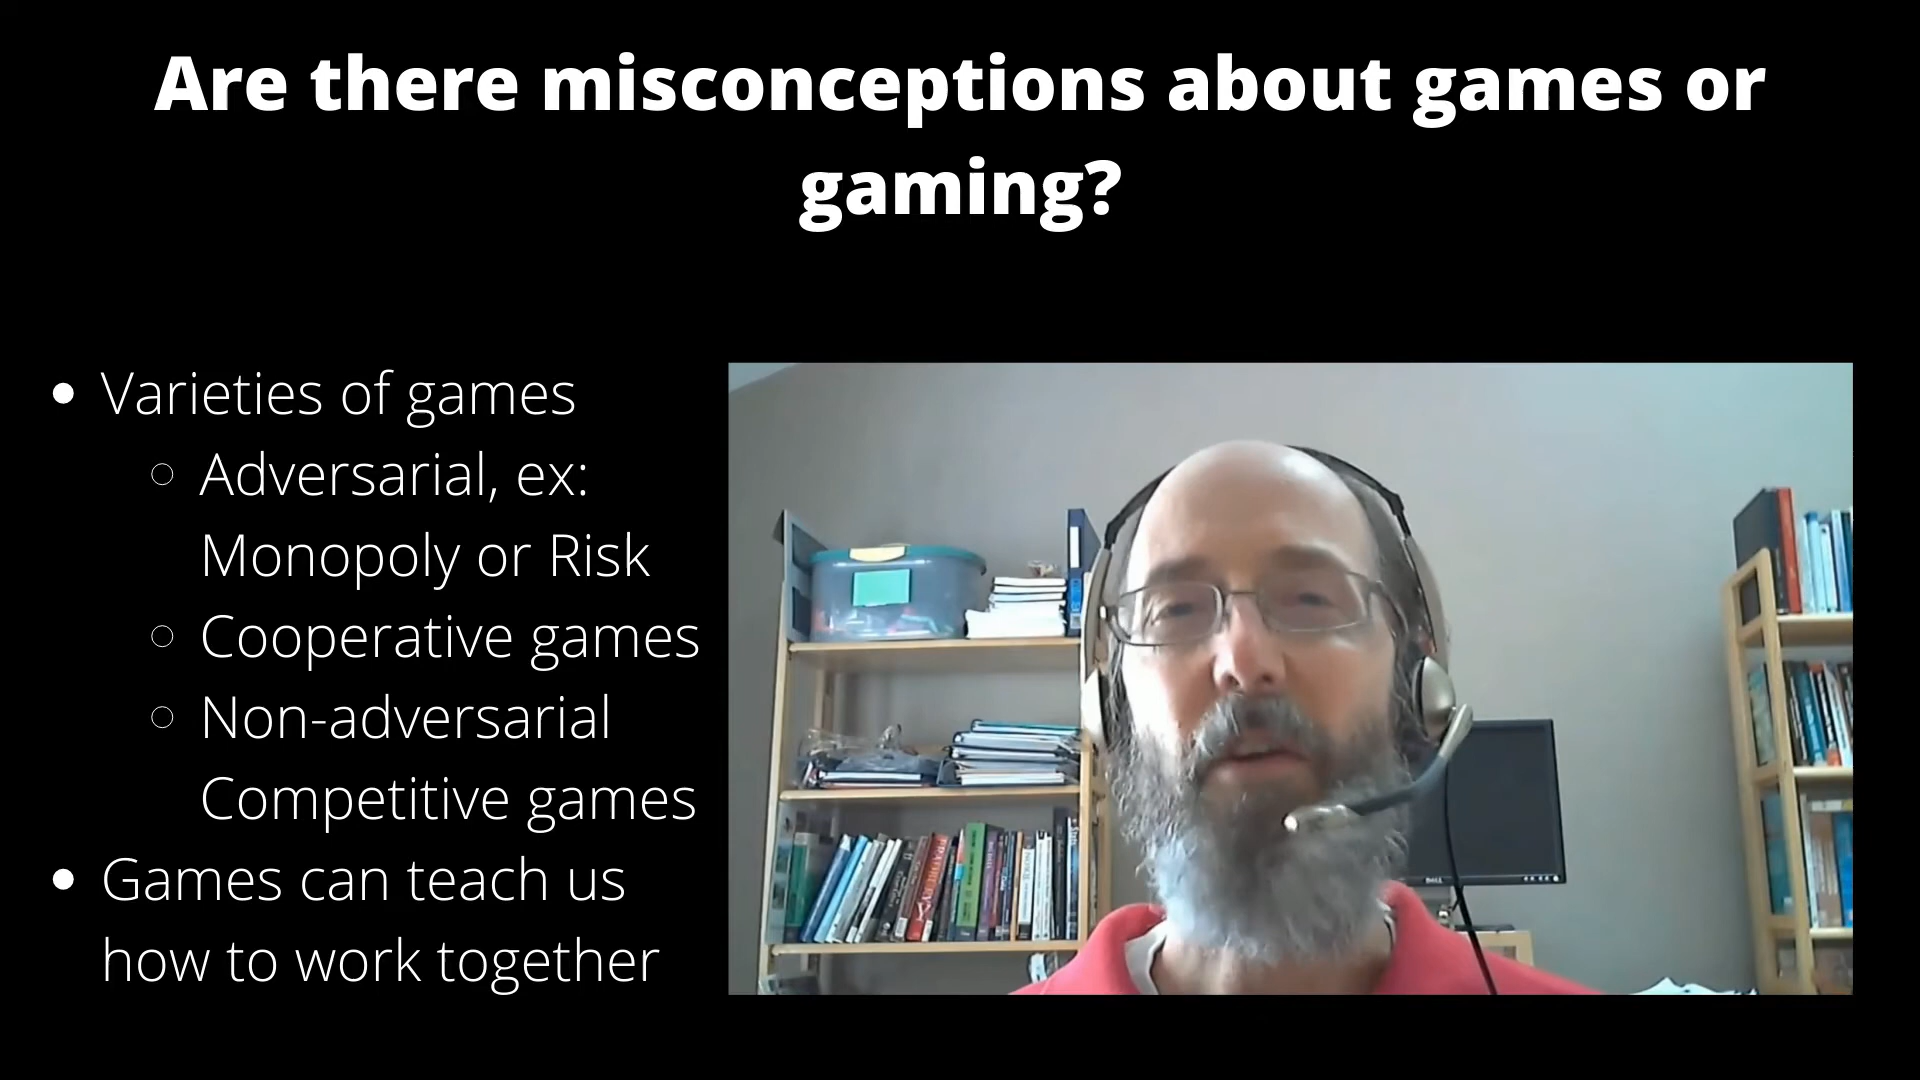 Are there misconceptions about games or
gaming?
Varieties of games
Adversarial, ex:
Monopoly or Risk
Cooperative games
Non-adversarial
Competitive games
Games can teach us
how to work together
DELL